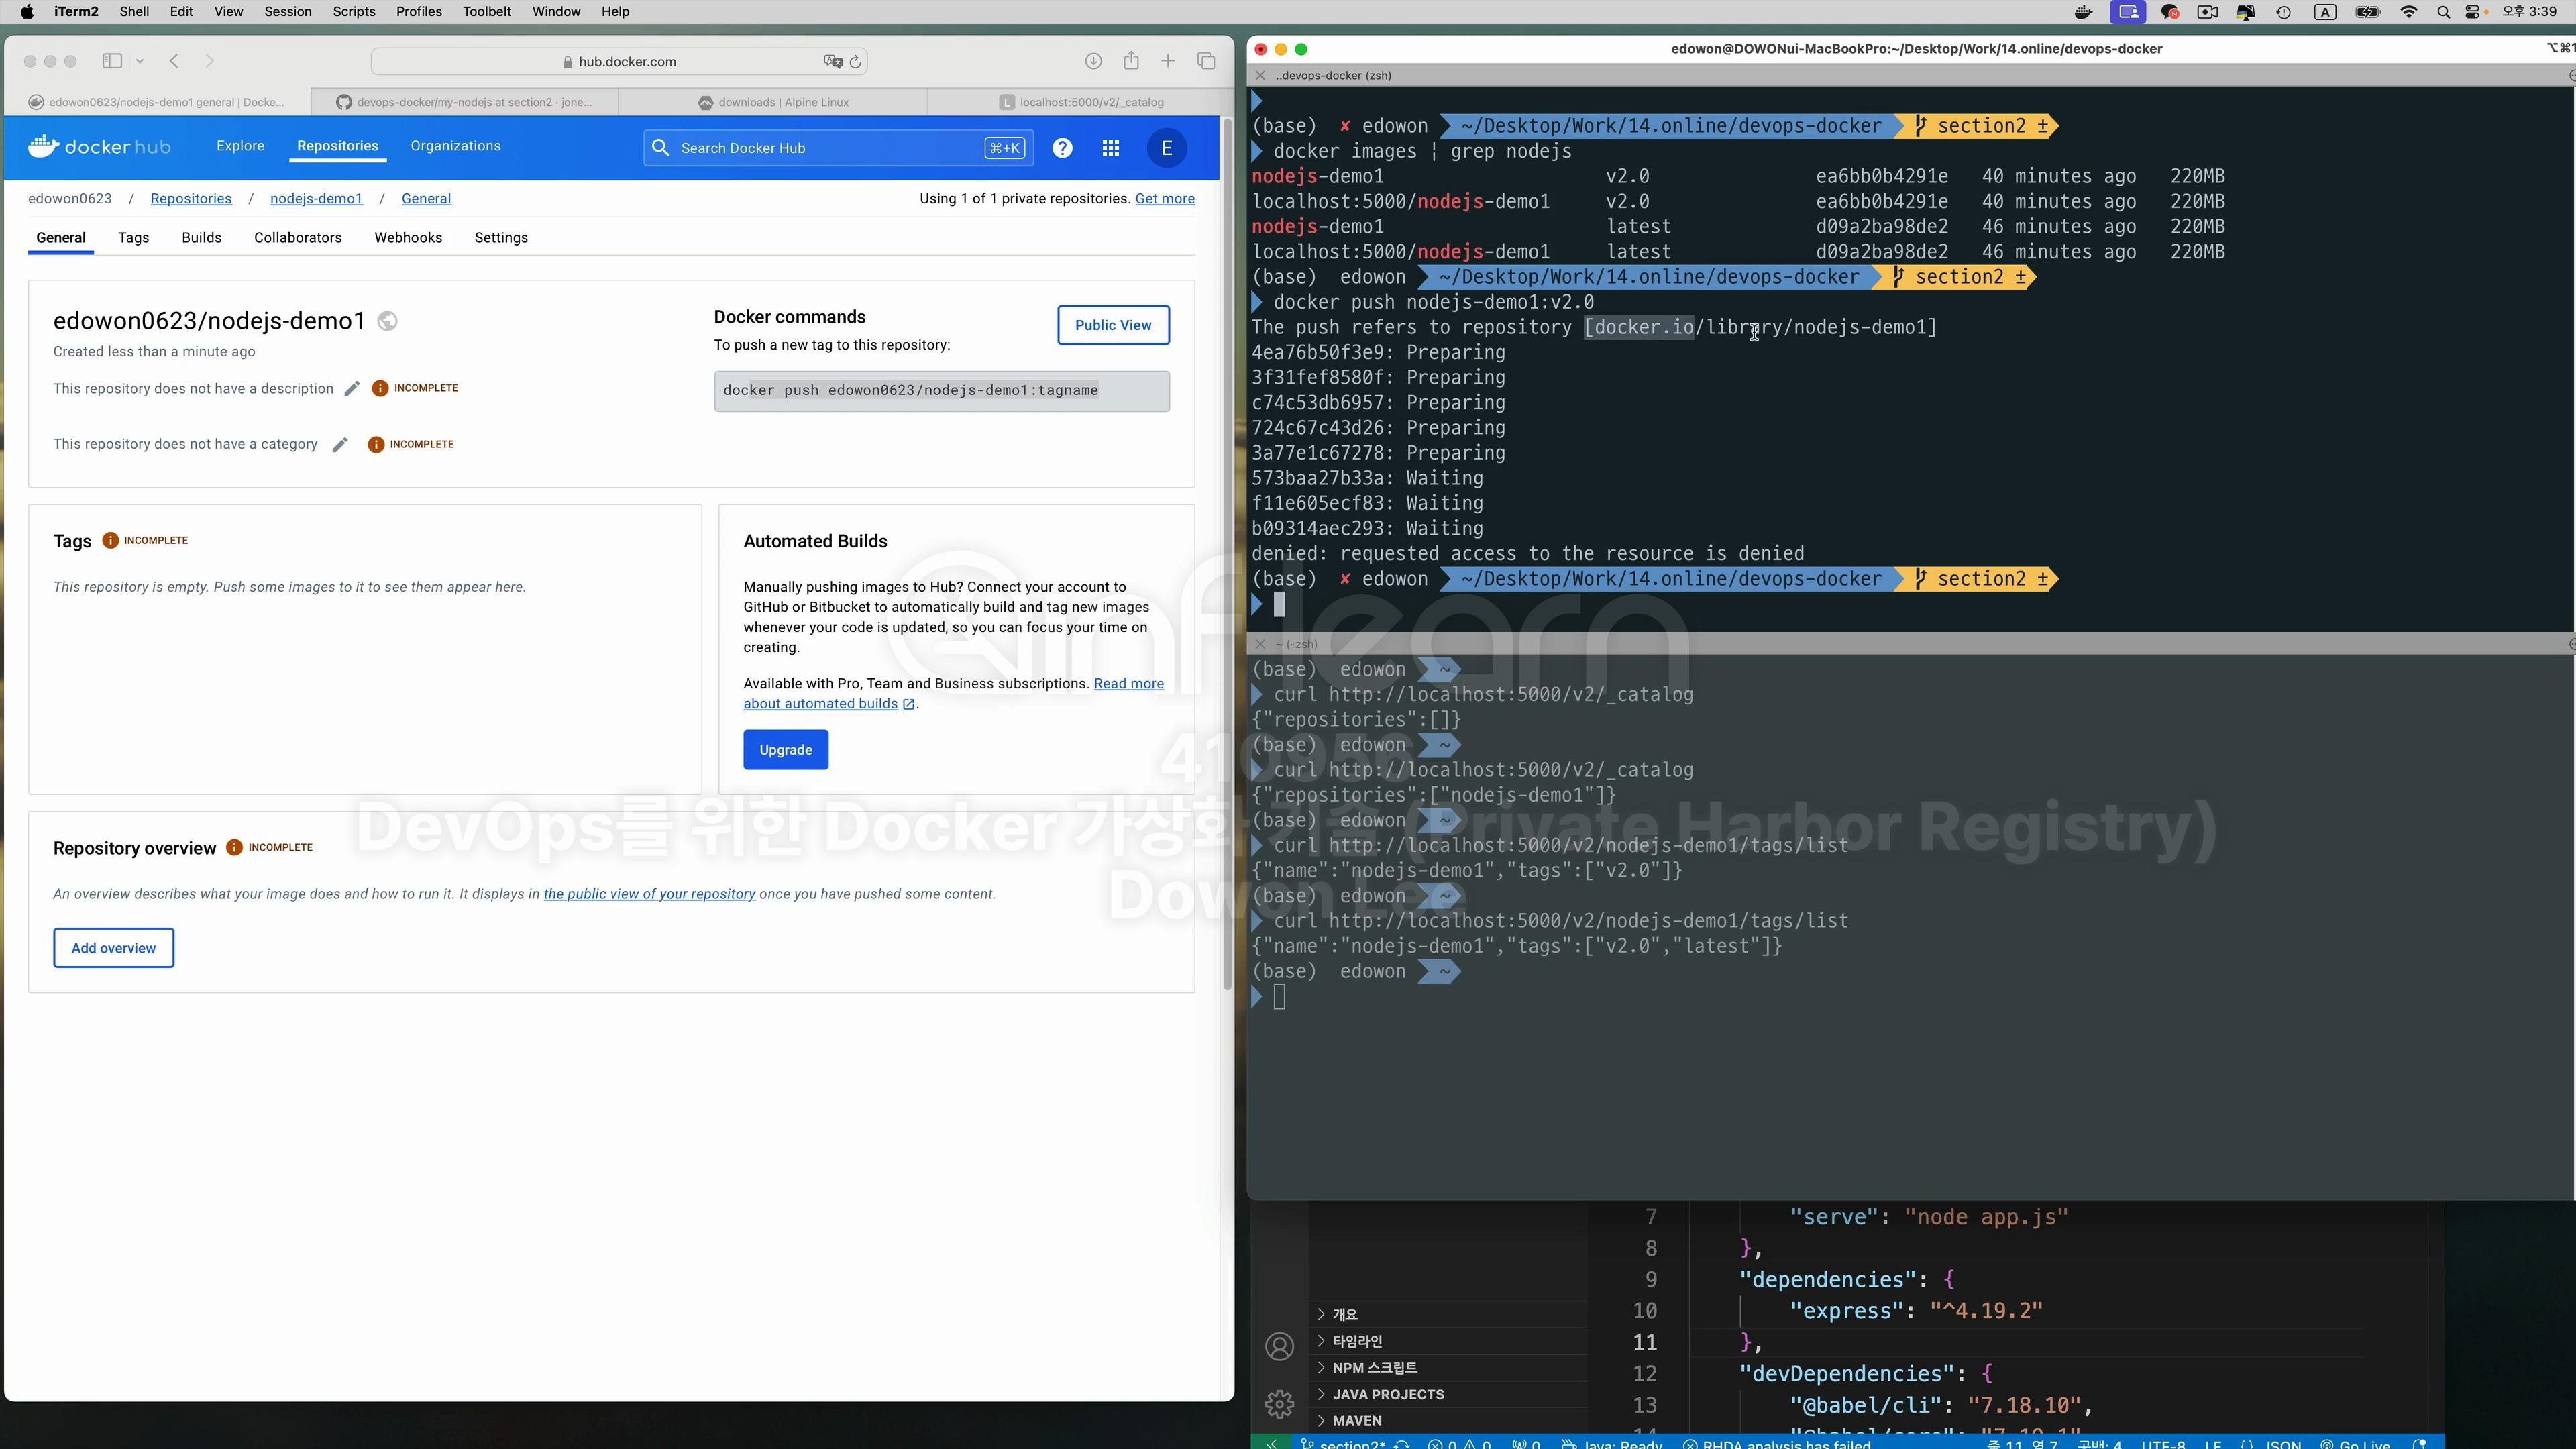 iTerm2 Shell Edit View Session Scripts Profiles Toolbelt Window Help
A 오후 3:39
hub.docker.com
edowon0623/nodejs-demo1 general | Docke...
devops-docker/my-nodejs at section2 · jone...
downloads | Alpine Linux
L localhost:5000/v2/_catalog
docker hub
Explore Repositories Organizations
Search Docker Hub ⌘+K ? E
edowon0623 / Repositories / nodejs-demo1 / General
Using 1 of 1 private repositories. Get more
General Tags Builds Collaborators Webhooks Settings
edowon0623/nodejs-demo1
Created less than a minute ago
This repository does not have a description INCOMPLETE
This repository does not have a category INCOMPLETE
Docker commands
Public View
To push a new tag to this repository:
docker push edowon0623/nodejs-demo1:tagname
Tags INCOMPLETE
This repository is empty. Push some images to it to see them appear here.
Automated Builds
Manually pushing images to Hub? Connect your account to
GitHub or Bitbucket to automatically build and tag new images
whenever your code is updated, so you can focus your time on
creating.
Available with Pro, Team and Business subscriptions. Read more
about automated builds.
Upgrade
Repository overview INCOMPLETE
An overview describes what your image does and how to run it. It displays in the public view of your repository once you have pushed some content.
Add overview
edowon@DOWONui-MacBookPro:~/Desktop/Work/14.online/devops-docker
⌥⌘1
..devops-docker (zsh)
(base) ✘ edowon ~/Desktop/Work/14.online/devops-docker section2 ±
docker images | grep nodejs
nodejs-demo1 v2.0 ea6bb0b4291e 40 minutes ago 220MB
localhost:5000/nodejs-demo1 v2.0 ea6bb0b4291e 40 minutes ago 220MB
nodejs-demo1 latest d09a2ba98de2 46 minutes ago 220MB
localhost:5000/nodejs-demo1 latest d09a2ba98de2 46 minutes ago 220MB
(base) edowon ~/Desktop/Work/14.online/devops-docker section2 ±
docker push nodejs-demo1:v2.0
The push refers to repository [docker.io/library/nodejs-demo1]
4ea76b50f3e9: Preparing
3f31fef8580f: Preparing
c74c53db6957: Preparing
724c67c43d26: Preparing
3a77e1c67278: Preparing
573baa27b33a: Waiting
f11e605ecf83: Waiting
b09314aec293: Waiting
denied: requested access to the resource is denied
(base) ✘ edowon ~/Desktop/Work/14.online/devops-docker section2 ±
~ (-zsh)
(base) edowon ~
curl http://localhost:5000/v2/_catalog
{"repositories":[]}
(base) edowon ~
curl http://localhost:5000/v2/_catalog
{"repositories":["nodejs-demo1"]}
(base) edowon ~
curl http://localhost:5000/v2/nodejs-demo1/tags/list
{"name":"nodejs-demo1","tags":["v2.0"]}
(base) edowon ~
curl http://localhost:5000/v2/nodejs-demo1/tags/list
{"name":"nodejs-demo1","tags":["v2.0","latest"]}
(base) edowon ~
inflearn
410956
DevOps를 위한 Docker 가상화 기술 (Private Harbor Registry)
Dowon Lee
개요
타임라인
NPM 스크립트
JAVA PROJECTS
MAVEN
7 "serve": "node app.js"
8 },
9 "dependencies": {
10 "express": "^4.19.2"
11 },
12 "devDependencies": {
13 "@babel/cli": "7.18.10",
section2* 0 0 0 Java: Ready RHDA analysis has failed 줄 11, 열 7 공백: 4 UTF-8 LF {} JSON Go Live